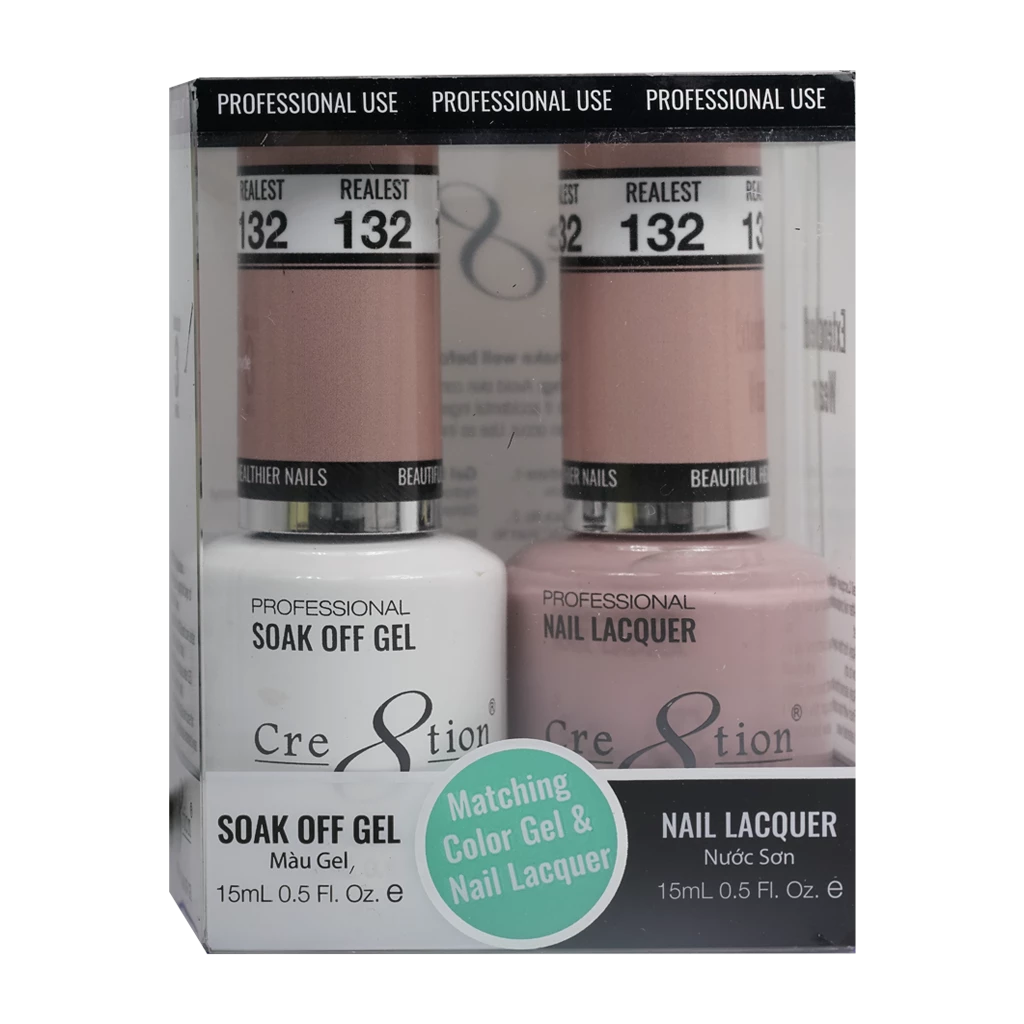 PROFESSIONAL USE PROFESSIONAL USE PROFESSIONAL USE
REALEST REALEST
132 132
REALEST
132
HEALTHIER NAILS BEAUTIFUL
NAILS BEAUTIFUL
PROFESSIONAL
SOAK OFF GEL
Cre8tion®
PROFESSIONAL
NAIL LACQUER
Cre8tion®
Matching
Color Gel &
Nail Lacquer
SOAK OFF GEL
Màu Gel
15mL 0.5 Fl. Oz. e
NAIL LACQUER
Nước Sơn
15mL 0.5 Fl. Oz. e